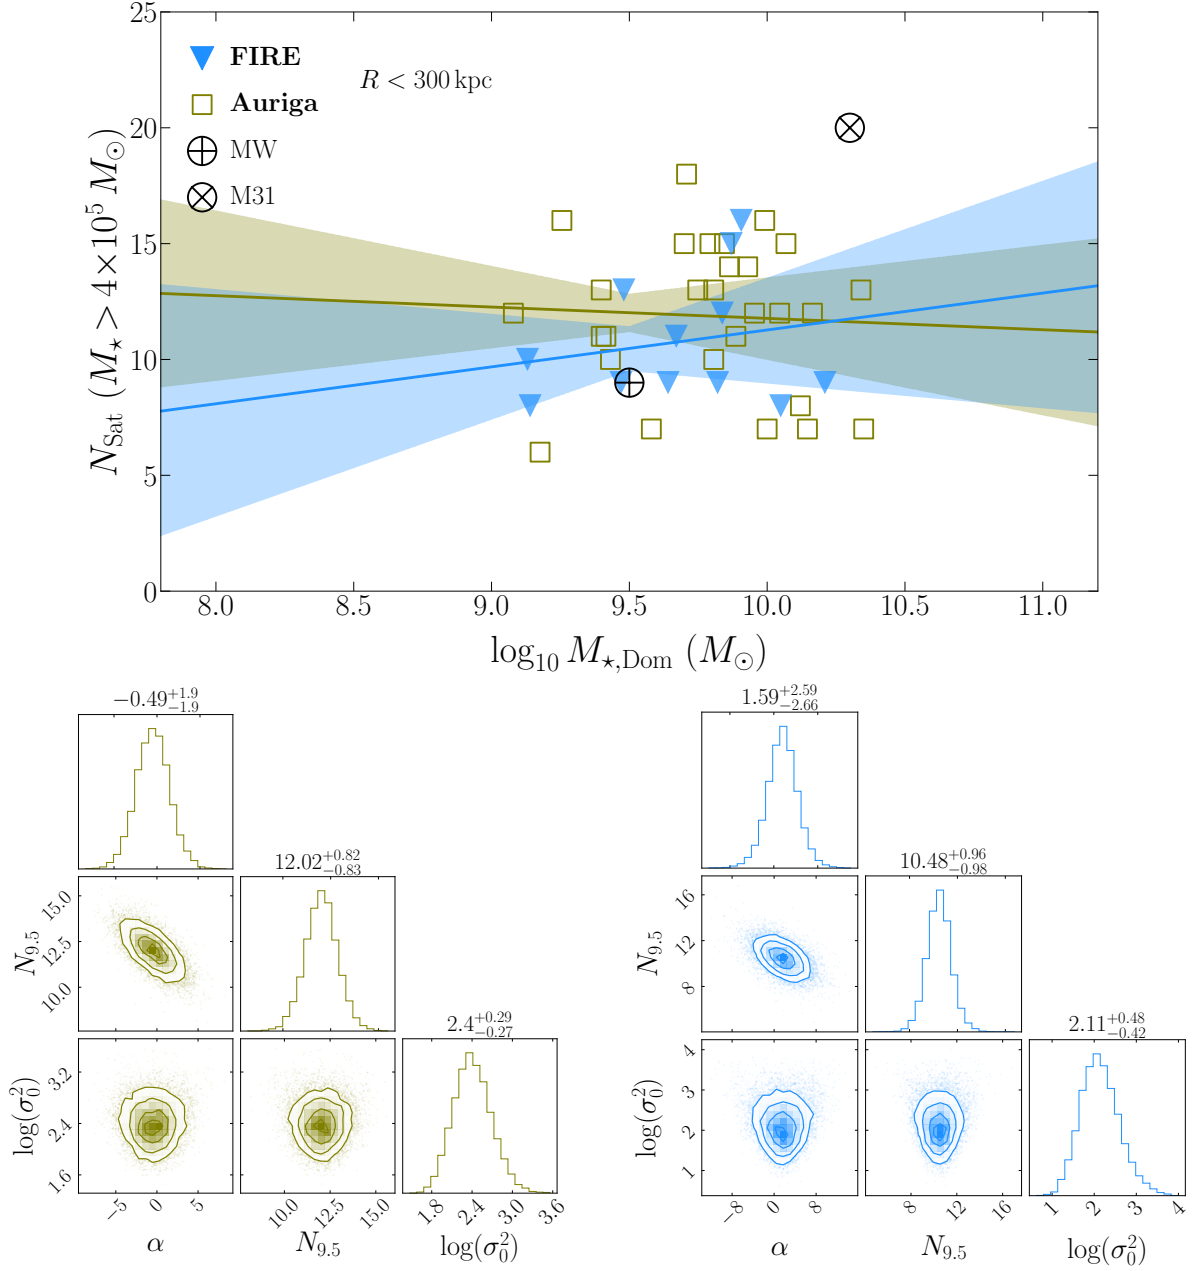 25
20
15
10
5
0
N_Sat (M_⋆ > 4×10^5 M_⊙)
FIRE
Auriga
MW
M31
R < 300 kpc
8.0 8.5 9.0 9.5 10.0 10.5 11.0
log_10 M_⋆,Dom (M_⊙)
−0.49^{+1.9}_{−1.9}
12.02^{+0.82}_{−0.83}
N_9.5
15.0
12.5
10.0
2.4^{+0.29}_{−0.27}
log(σ_0^2)
3.2
2.4
1.6
−5 0 5
10.0 12.5 15.0
1.8 2.4 3.0 3.6
α
N_9.5
log(σ_0^2)
1.59^{+2.59}_{−2.66}
10.48^{+0.96}_{−0.98}
N_9.5
16
12
8
2.11^{+0.48}_{−0.42}
log(σ_0^2)
4
3
2
1
−8 0 8
8 12 16
1 2 3 4
α
N_9.5
log(σ_0^2)